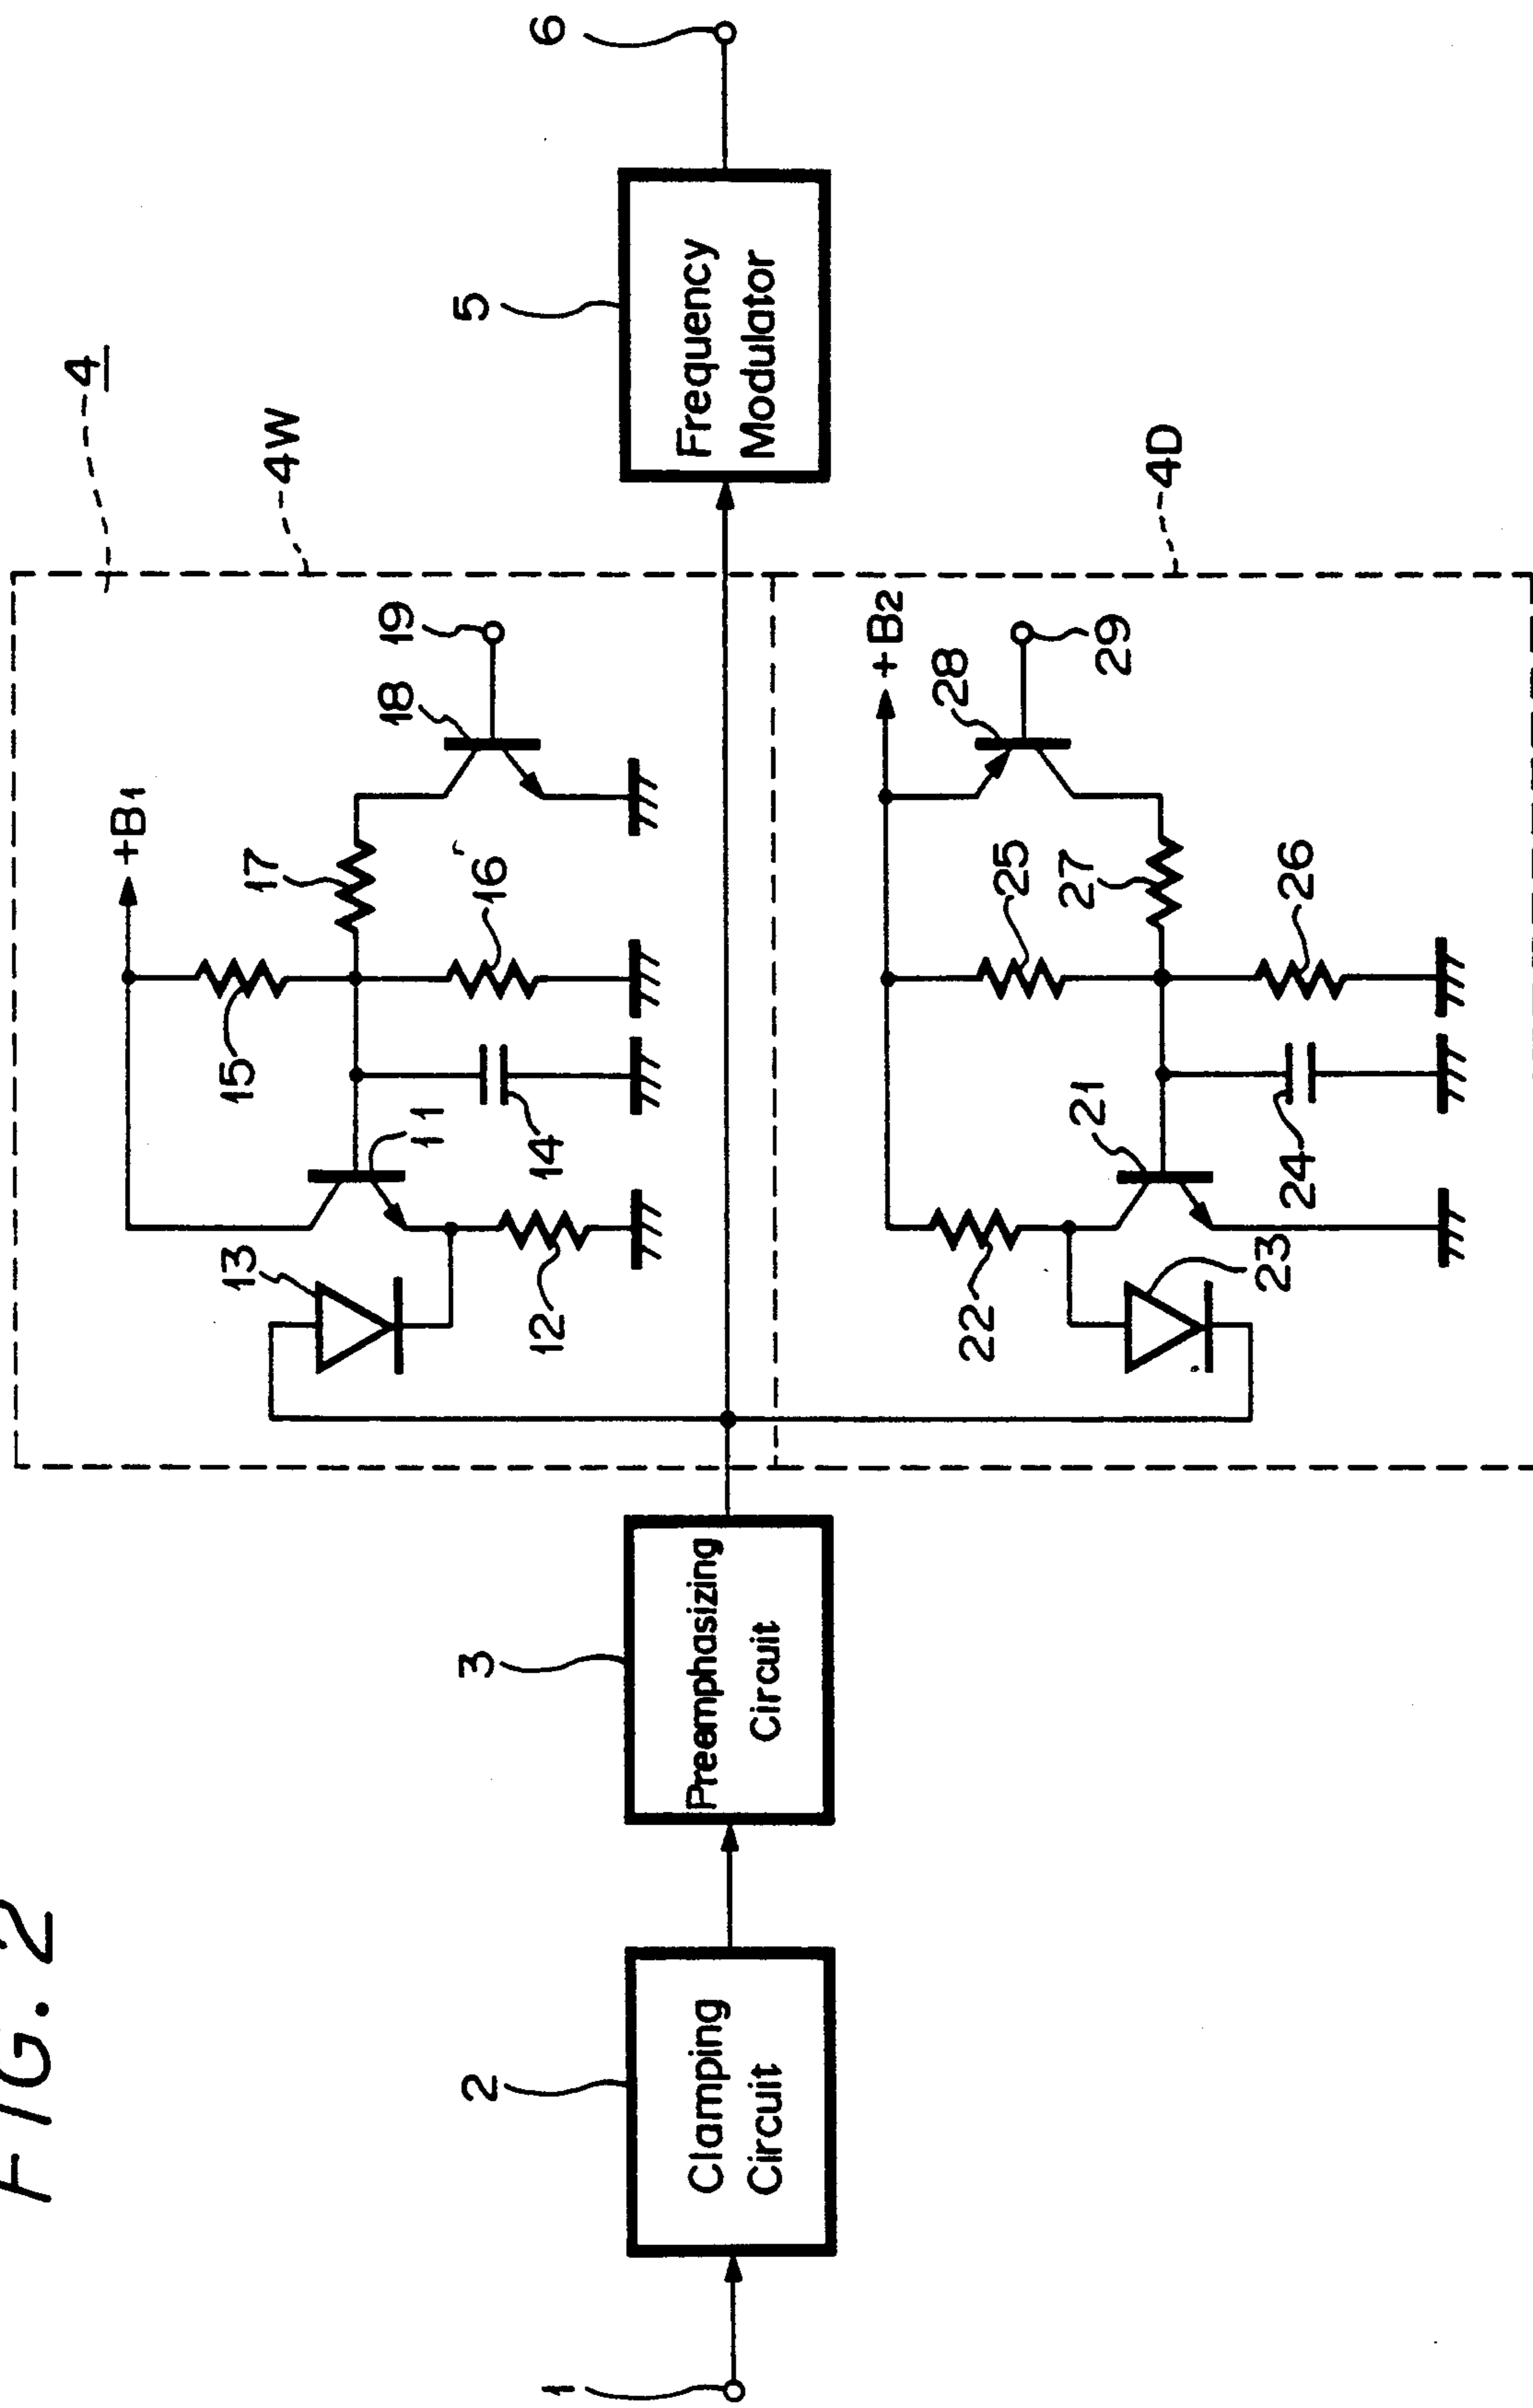 FIG. 2
1
2
Clamping
Circuit
3
Preemphasizing
Circuit
4
4W
+B1
13
11
12
14
15
16
17
18
19
4D
+B2
22
23
21
24
25
26
27
28
29
5
Frequency
Modulator
6